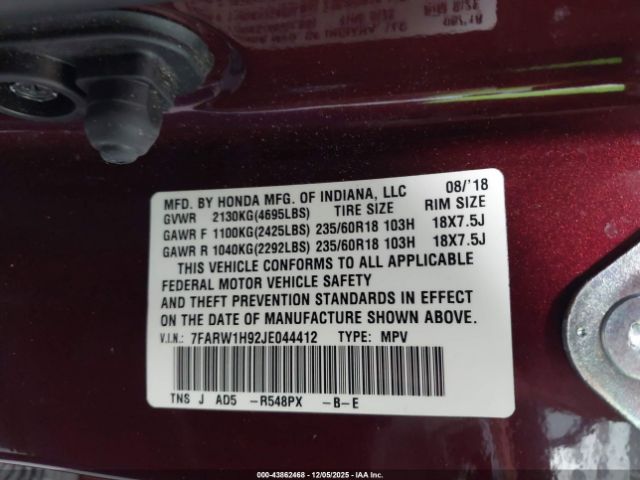 MFD. BY HONDA MFG. OF INDIANA, LLC 08/'18
GVWR 2130KG(4695LBS) TIRE SIZE RIM SIZE
GAWR F 1100KG(2425LBS) 235/60R18 103H 18X7.5J
GAWR R 1040KG(2292LBS) 235/60R18 103H 18X7.5J
THIS VEHICLE CONFORMS TO ALL APPLICABLE
FEDERAL MOTOR VEHICLE SAFETY
AND THEFT PREVENTION STANDARDS IN EFFECT
ON THE DATE OF MANUFACTURE SHOWN ABOVE.
V.I.N.: 7FARW1H92JE044412 TYPE: MPV
TNS J AD5 -R548PX -B-E
00-43862468 | 12/05/2025 - IAA, Inc.